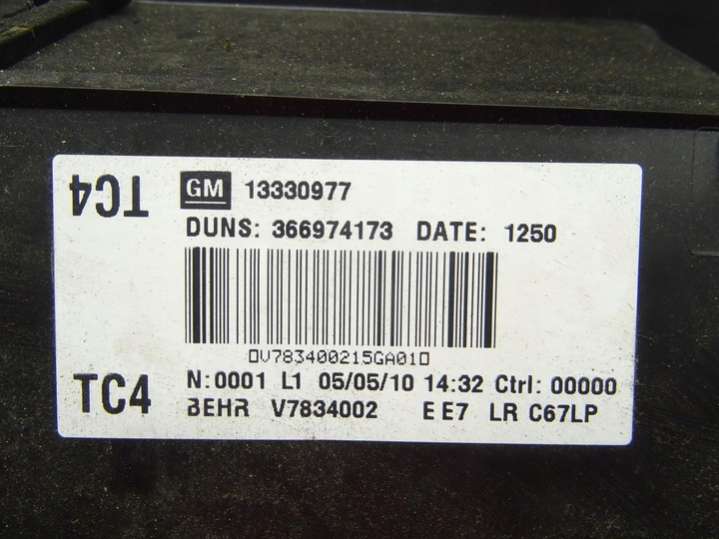 TC4
GM 13330977
DUNS: 366974173 DATE: 1250
V783400215GA01
N:0001 L1 05/05/10 14:32 Ctrl: 00000
TC4
BEHR V7834002 E E7 LR C67LP